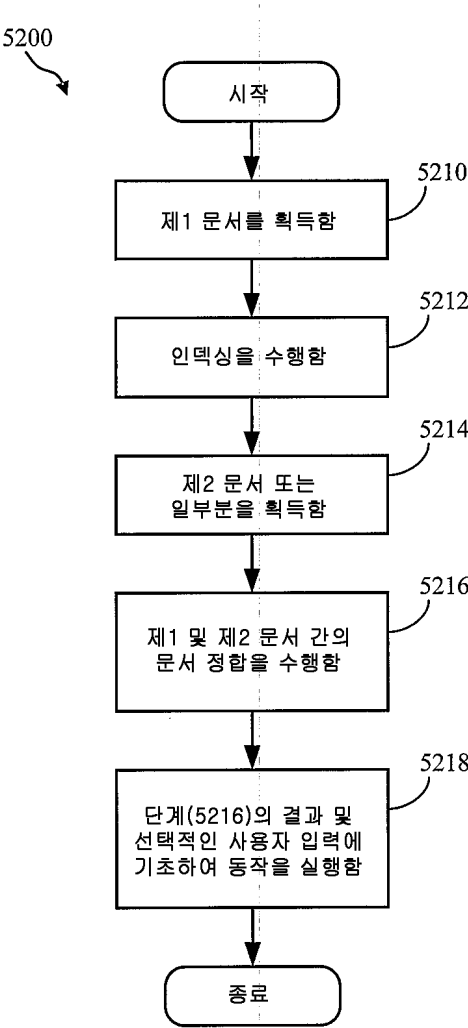 5200
시작
5210
제1 문서를 획득함
5212
인덱싱을 수행함
5214
제2 문서 또는
일부분을 획득함
5216
제1 및 제2 문서 간의
문서 정합을 수행함
5218
단계(5216)의 결과 및
선택적인 사용자 입력에
기초하여 동작을 실행함
종료